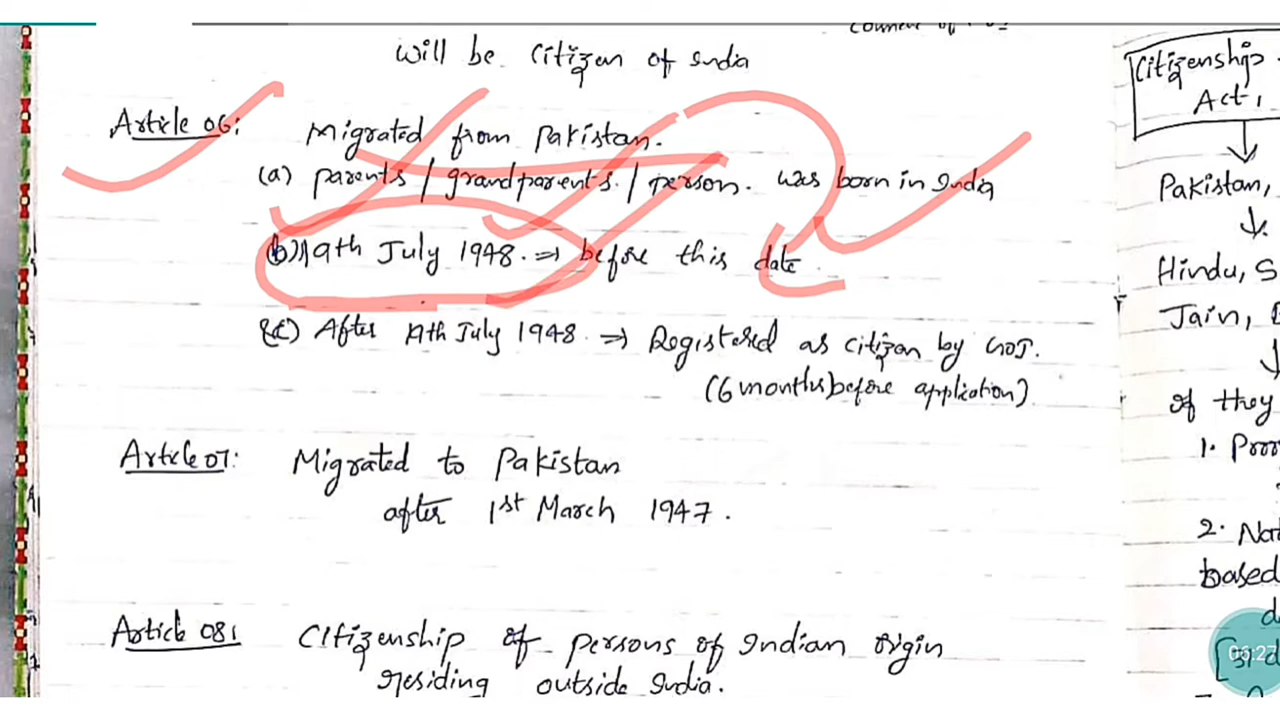 will be citizen of India
Article 06: Migrated from Pakistan.
(a) parents / grandparents. / person. was born in India
(b) 19th July 1948. ⇒ before this date
(c) After 19th July 1948. ⇒ Registered as citizen by GOI.
(6 months before application).
Article 07: Migrated to Pakistan
after 1st March 1947.
Article 08: Citizenship of persons of Indian origin
residing outside India.
Citizenship
Act,
Pakistan,
Hindu, S
Jain,
of they
1.
2.
based
06:27